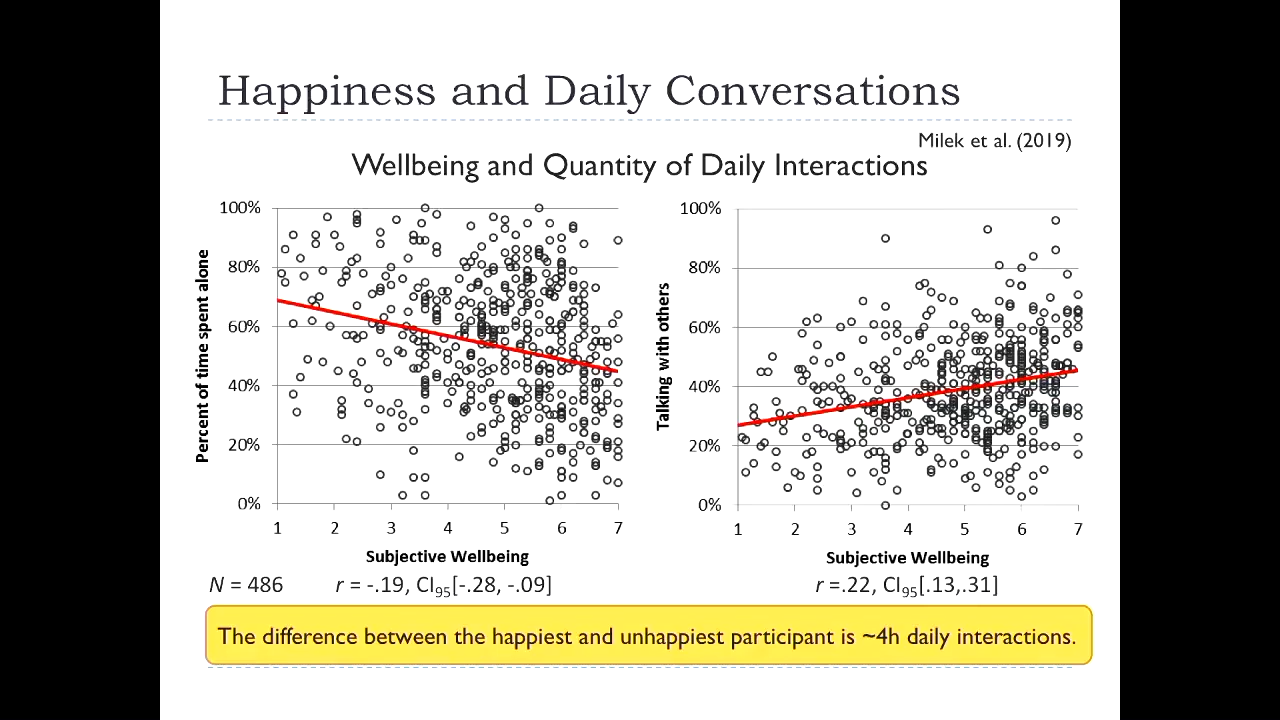 Happiness and Daily Conversations
Milek et al. (2019)
Wellbeing and Quantity of Daily Interactions
Percent of time spent alone
100%
80%
60%
40%
20%
0%
1 2 3 4 5 6 7
Subjective Wellbeing
Talking with others
100%
80%
60%
40%
20%
0%
1 2 3 4 5 6 7
Subjective Wellbeing
N = 486 r = -.19, CI95[-.28, -.09] r =.22, CI95[.13,.31]
The difference between the happiest and unhappiest participant is ~4h daily interactions.